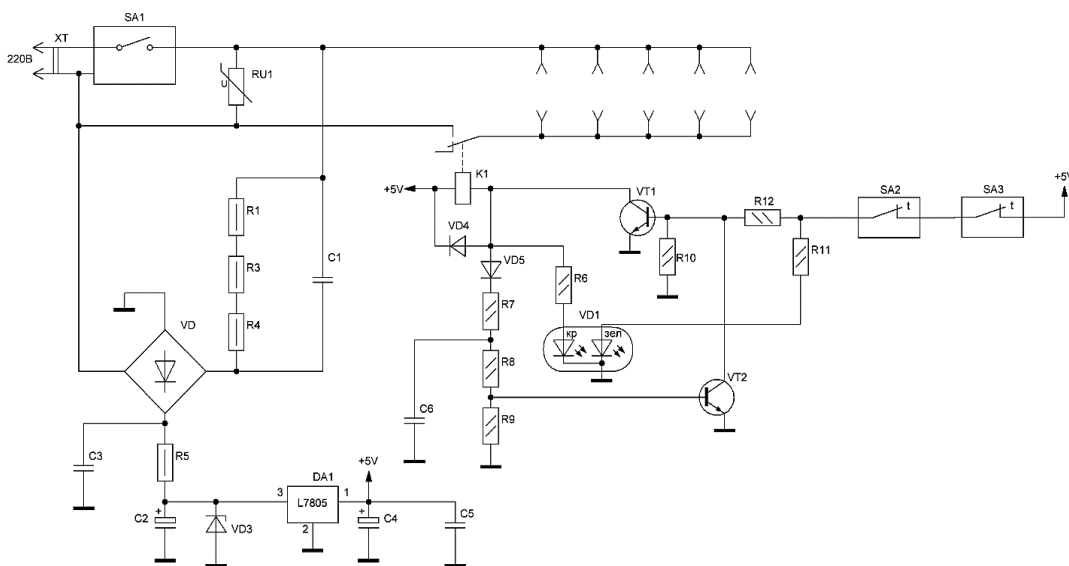 SA1
XT
220В
RU1
U
K1
+5V
VT1
R12
SA2
SA3
+5V
t
t
R1
VD4
R10
R11
R3
C1
VD5
R6
R7
VD1
R4
VD
кр
зел
R8
VT2
C6
R9
C3
R5
+5V
DA1
3
L7805
1
2
+
C2
VD3
+
C4
C5